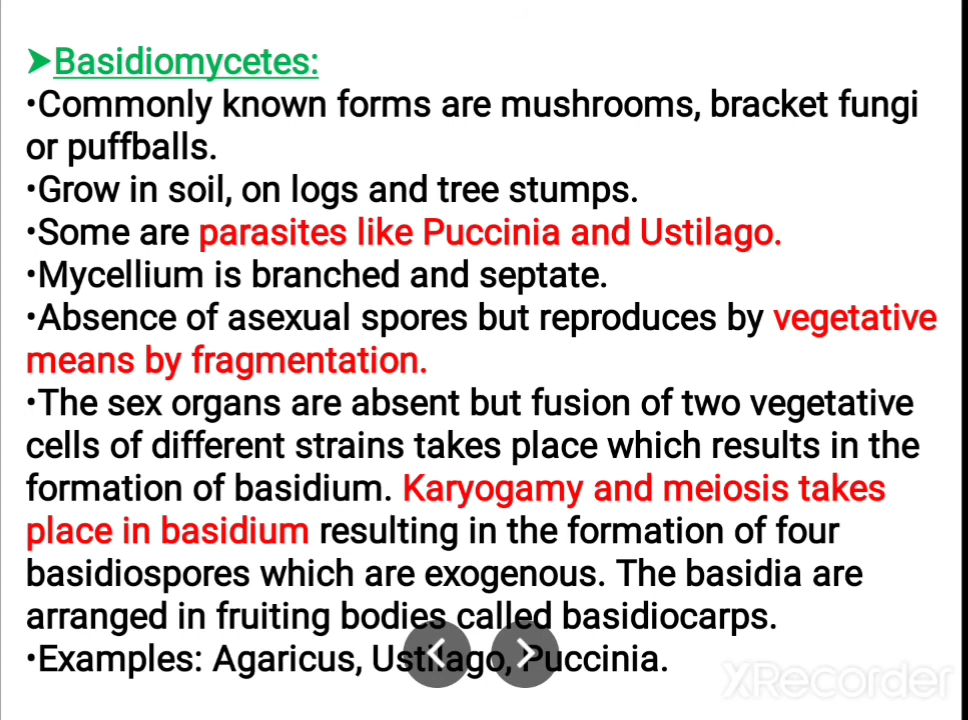 ➤Basidiomycetes:
•Commonly known forms are mushrooms, bracket fungi
or puffballs.
•Grow in soil, on logs and tree stumps.
•Some are parasites like Puccinia and Ustilago.
•Mycellium is branched and septate.
•Absence of asexual spores but reproduces by vegetative
means by fragmentation.
•The sex organs are absent but fusion of two vegetative
cells of different strains takes place which results in the
formation of basidium. Karyogamy and meiosis takes
place in basidium resulting in the formation of four
basidiospores which are exogenous. The basidia are
arranged in fruiting bodies called basidiocarps.
•Examples: Agaricus, Ustilago, Puccinia.
XRecorder